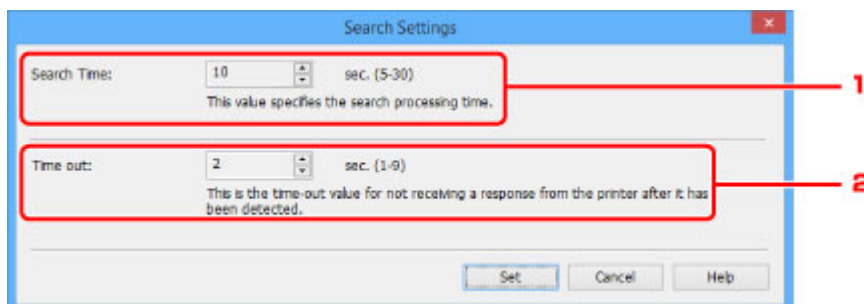 Search Settings
Search Time: 10 sec. (5-30)
This value specifies the search processing time.
1
Time out: 2 sec. (1-9)
This is the time-out value for not receiving a response from the printer after it has
been detected.
2
Set Cancel Help